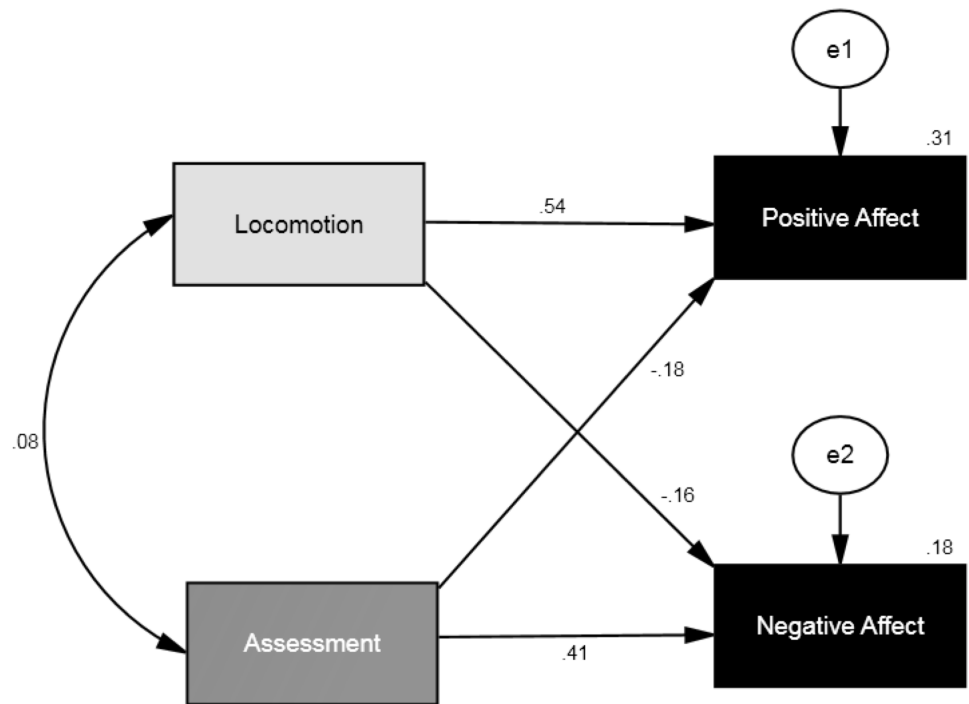 e1
.31
Locomotion
.54
Positive Affect
-.18
.08
e2
-.16
.18
Assessment
.41
Negative Affect